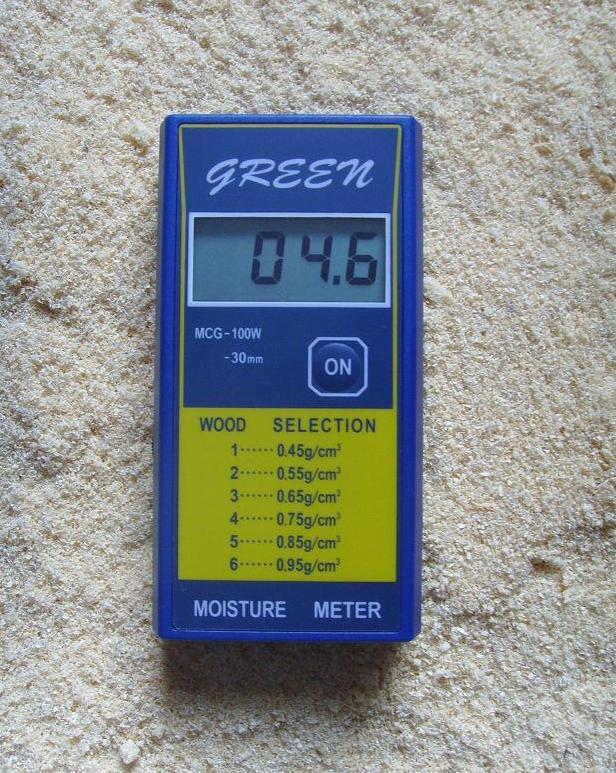 GREEN
04.6
MCG-100W
-30mm
ON
WOOD SELECTION
1······0.45g/cm³
2······0.55g/cm³
3······0.65g/cm³
4······0.75g/cm³
5······0.85g/cm³
6······0.95g/cm³
MOISTURE METER